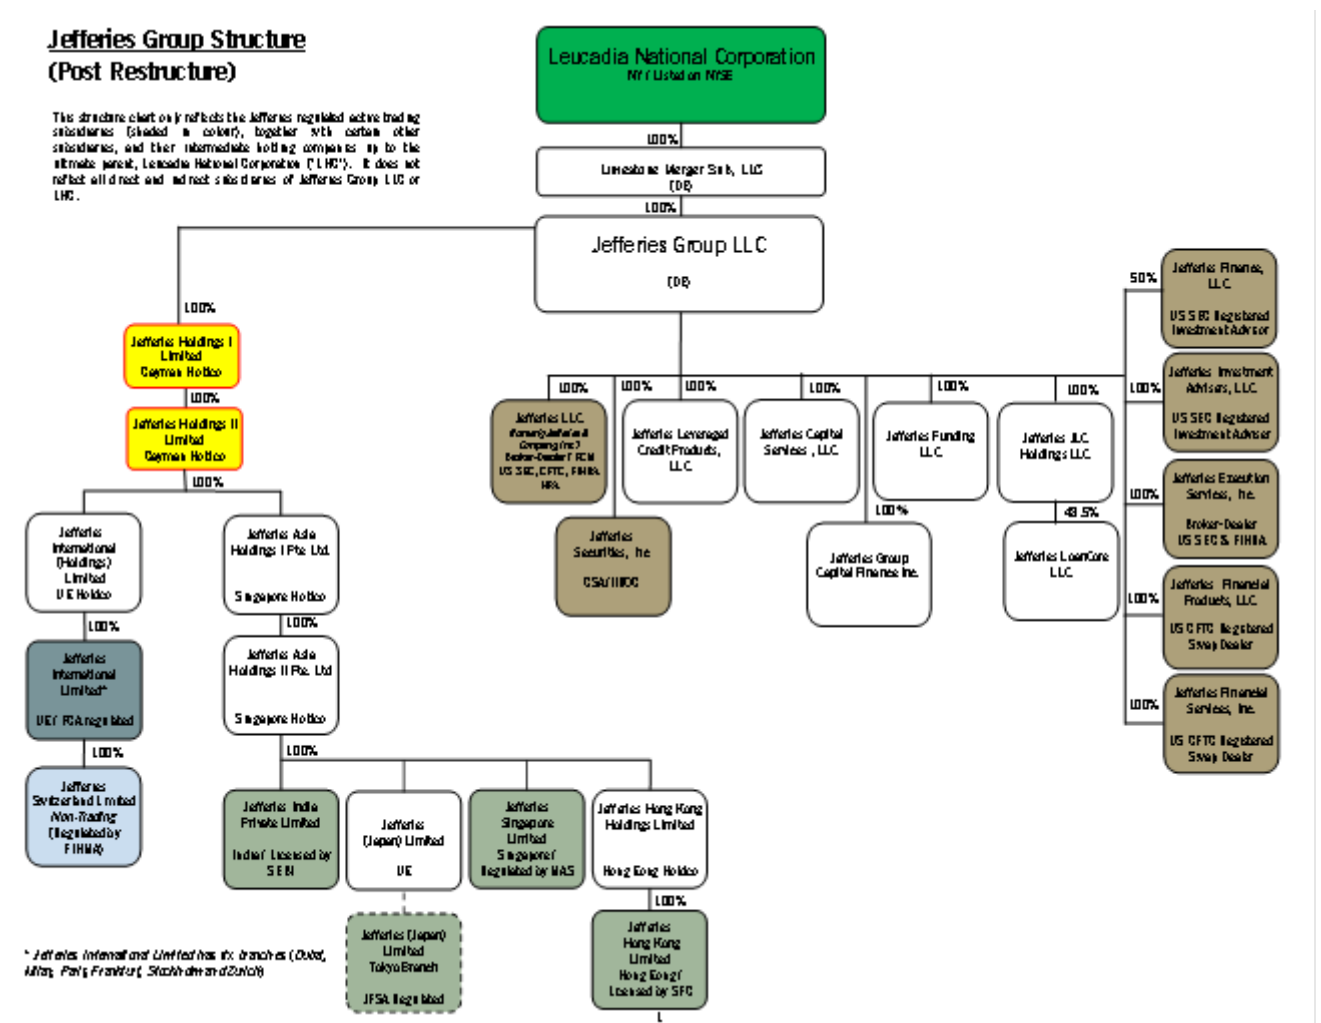 Jefferies Group Structure
(Post Restructure)
This structure chart only reflects the Jefferies regulated active trading
subsidiaries (shaded in colour), together with certain other
subsidiaries, and their intermediate holding companies up to the
ultimate parent, Leucadia National Corporation ("LNC"). It does not
reflect all direct and indirect subsidiaries of Jefferies Group LLC or
LNC.
Leucadia National Corporation
NY / Listed on NYSE
100%
Limestone Merger Sub, LLC
(DE)
100%
Jefferies Group LLC
(DE)
100%
Jefferies Holdings I
Limited
Cayman Holdco
100%
Jefferies Holdings II
Limited
Cayman Holdco
100%
Jefferies
International
(Holdings)
Limited
UK Holdco
100%
Jefferies
International
Limited*
UK / FCA regulated
100%
Jefferies
Switzerland Limited
Non-Trading
(Regulated by
FINMA)
Jefferies Asia
Holdings I Pte Ltd.
Singapore Holdco
100%
Jefferies Asia
Holdings II Pte. Ltd
Singapore Holdco
100%
Jefferies India
Private Limited
India / Licensed by
SEBI
Jefferies
(Japan) Limited
UK
Jefferies (Japan)
Limited
Tokyo Branch
JFSA Regulated
Jefferies
Singapore
Limited
Singapore /
Regulated by MAS
Jefferies Hong Kong
Holdings Limited
Hong Kong Holdco
100%
Jefferies
Hong Kong
Limited
Hong Kong /
Licensed by SFC
100%
Jefferies LLC
(formerly Jefferies &
Company, Inc.)
Broker-Dealer / FCM
US SEC, CFTC, FINRA,
NFA
100%
Jefferies
Securities, Inc
CSA / IIROC
100%
Jefferies Leveraged
Credit Products,
LLC
100%
Jefferies Capital
Services , LLC
100%
Jefferies Group
Capital Finance Inc.
100%
Jefferies Funding
LLC
100%
Jefferies JLC
Holdings LLC
48.5%
Jefferies LoanCore
LLC
50%
Jefferies Finance,
LLC
US SEC Registered
Investment Advisor
100%
Jefferies Investment
Advisers, LLC
US SEC Registered
Investment Adviser
100%
Jefferies Execution
Services, Inc.
Broker-Dealer
US SEC & FINRA
100%
Jefferies Financial
Products, LLC
US CFTC Registered
Swap Dealer
100%
Jefferies Financial
Services, Inc.
US CFTC Registered
Swap Dealer
* Jefferies International Limited has six branches (Dubai,
Milan, Paris, Frankfurt, Stockholm and Zurich)
1